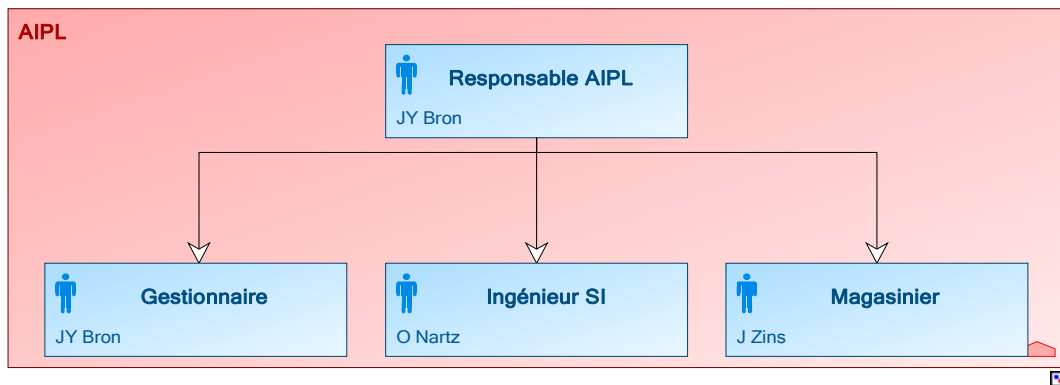 AIPL
Responsable AIPL
JY Bron
Gestionnaire
JY Bron
Ingénieur SI
O Nartz
Magasinier
J Zins